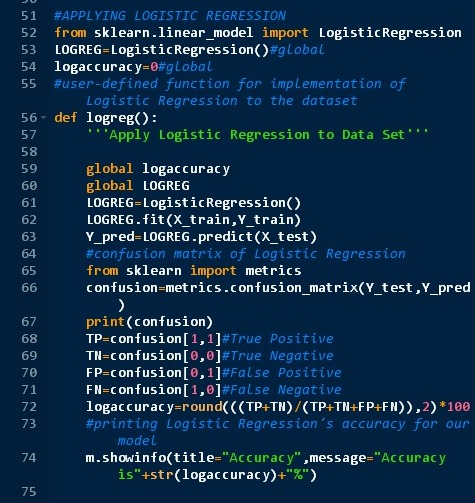 51 #APPLYING LOGISTIC REGRESSION
52 from sklearn.linear_model import LogisticRegression
53 LOGREG=LogisticRegression()#global
54 logaccuracy=0#global
55 #user-defined function for implementation of
Logistic Regression to the dataset
56 def logreg():
57 '''Apply Logistic Regression to Data Set'''
58
59 global logaccuracy
60 global LOGREG
61 LOGREG=LogisticRegression()
62 LOGREG.fit(X_train,Y_train)
63 Y_pred=LOGREG.predict(X_test)
64 #confusion matrix of Logistic Regression
65 from sklearn import metrics
66 confusion=metrics.confusion_matrix(Y_test,Y_pred
)
67 print(confusion)
68 TP=confusion[1,1]#True Positive
69 TN=confusion[0,0]#True Negative
70 FP=confusion[0,1]#False Positive
71 FN=confusion[1,0]#False Negative
72 logaccuracy=round(((TP+TN)/(TP+TN+FP+FN)),2)*100
73 #printing Logistic Regression´s accuracy for our
model
74 m.showinfo(title="Accuracy",message="Accuracy
is"+str(logaccuracy)+"%")
75